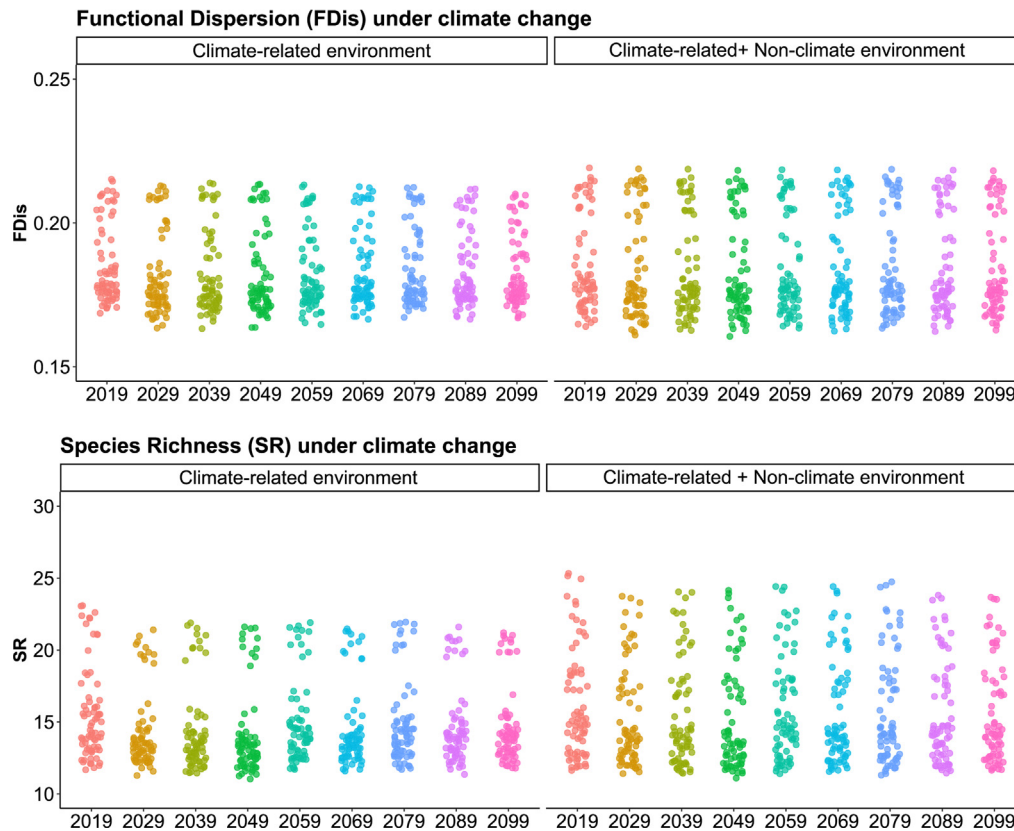 Functional Dispersion (FDis) under climate change
Climate-related environment
Climate-related+ Non-climate environment
0.25
0.20
0.15
FDis
2019 2029 2039 2049 2059 2069 2079 2089 2099
2019 2029 2039 2049 2059 2069 2079 2089 2099
Species Richness (SR) under climate change
Climate-related environment
Climate-related + Non-climate environment
30
25
20
15
10
SR
2019 2029 2039 2049 2059 2069 2079 2089 2099
2019 2029 2039 2049 2059 2069 2079 2089 2099